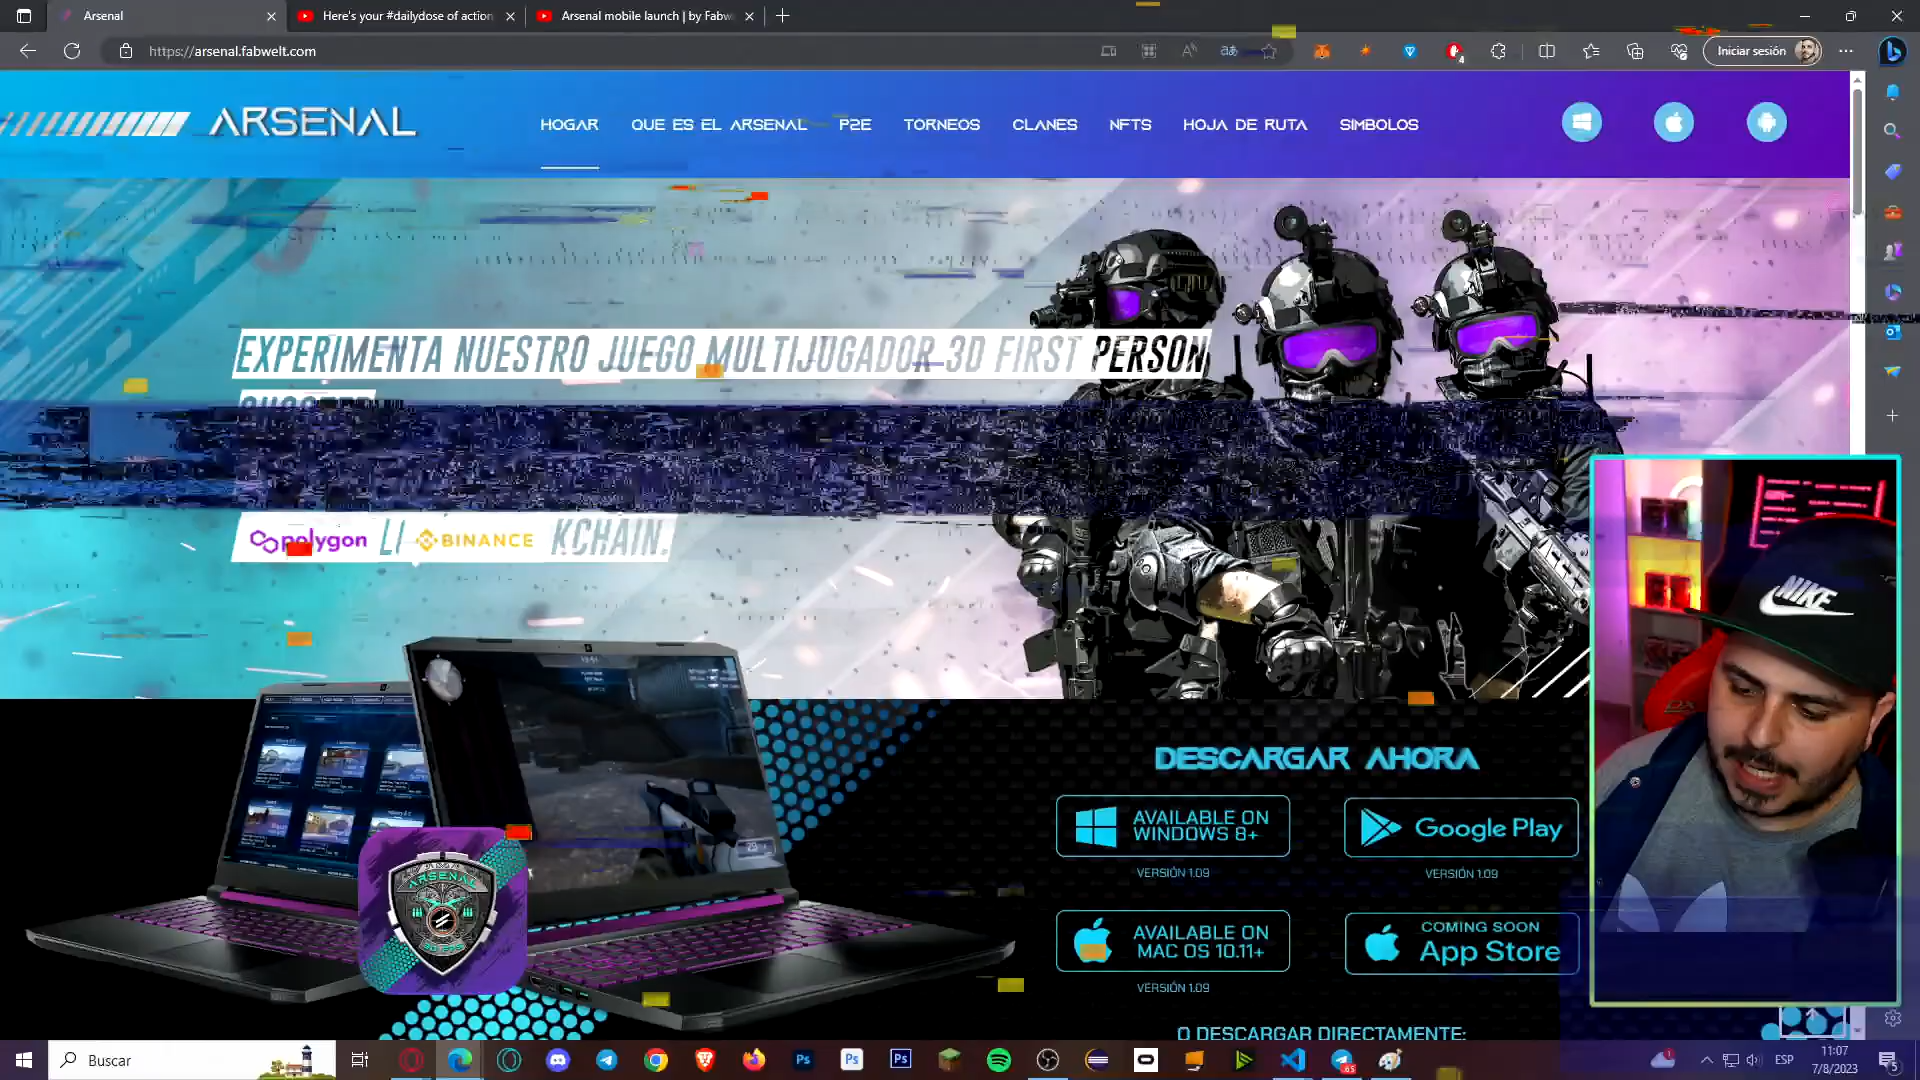 Arsenal
Here's your #dailydose of action
Arsenal mobile launch | by Fabw
https://arsenal.fabwelt.com
Iniciar sesión
4
ARSENAL
HOGAR
QUE ES EL ARSENAL
P2E
TORNEOS
CLANES
NFTS
HOJA DE RUTA
SIMBOLOS
EXPERIMENTA NUESTRO JUEGO MULTIJUGADOR 3D FIRST PERSON
polygon
BINANCE
KCHAIN.
NIKE
ARSENAL
3D FPS
DESCARGAR AHORA
AVAILABLE ON
WINDOWS 8+
VERSIÓN 1.09
Google Play
VERSIÓN 1.09
AVAILABLE ON
MAC OS 10.11+
VERSIÓN 1.09
COMING SOON
App Store
O DESCARGAR DIRECTAMENTE:
Buscar
ESP
11:07
7/8/2023
5